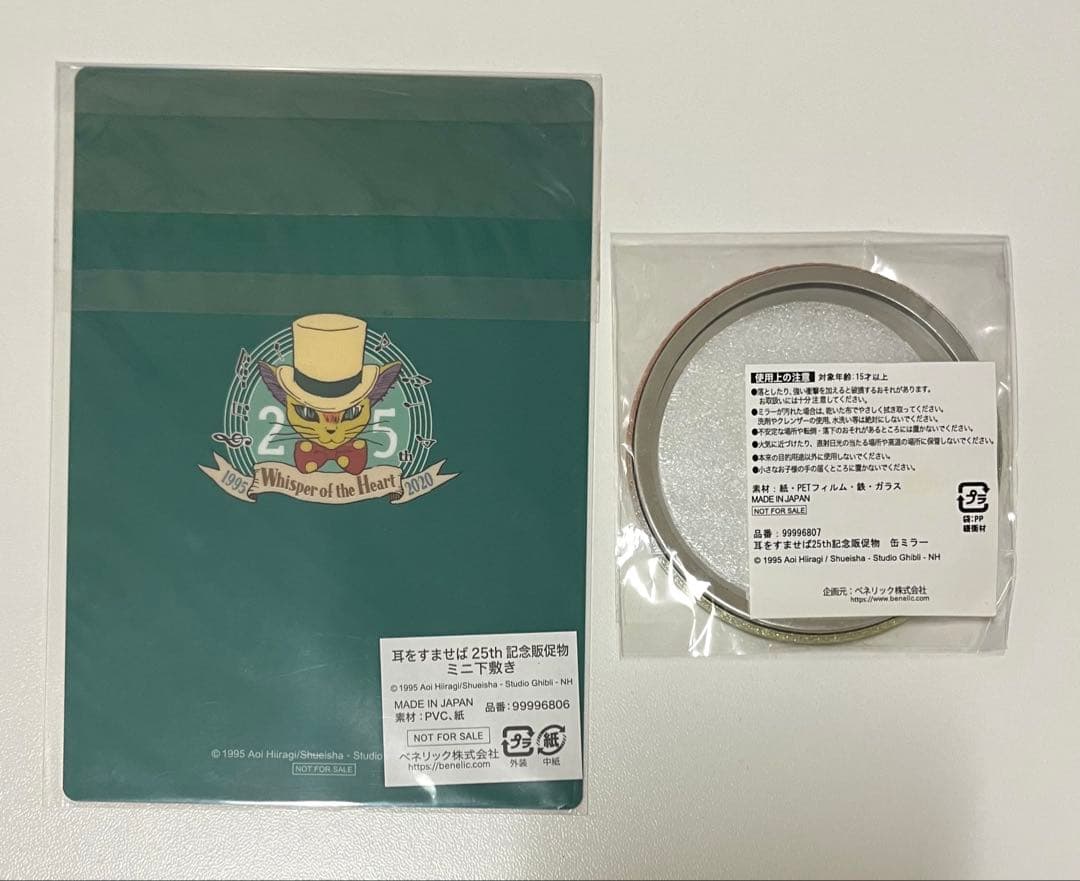 25th
1995 Whisper of the Heart 2020
耳をすませば 25th 記念販促物
ミニ下敷き
© 1995 Aoi Hiiragi/Shueisha - Studio Ghibli - NH
MADE IN JAPAN 品番:99996806
素材:PVC、紙
NOT FOR SALE
ベネリック株式会社
https://benelic.com
プラ 外装
紙 中紙
© 1995 Aoi Hiiragi/Shueisha - Studio
NOT FOR SALE
使用上の注意 対象年齢:15才以上
●落としたり、強い衝撃を加えると破損するおそれがあります。
お取扱いには十分注意してください。
●ミラーが汚れた場合は、乾いた布でやさしく拭き取ってください。
洗剤やクレンザーの使用、水洗い等は絶対にしないでください。
●不安定な場所や転倒・落下のおそれがあるところには置かないでください。
●火気に近づけたり、直射日光の当たる場所や高温の場所に保管しないでください。
●本来の目的用途以外に使用しないでください。
●小さなお子様の手の届くところに置かないでください。
素材:紙・PETフィルム・鉄・ガラス
MADE IN JAPAN
NOT FOR SALE
プラ
袋:PP
緩衝材
品番:99996807
耳をすませば25th記念販促物 缶ミラー
© 1995 Aoi Hiiragi / Shueisha - Studio Ghibli - NH
企画元:ベネリック株式会社
https://www.benelic.com